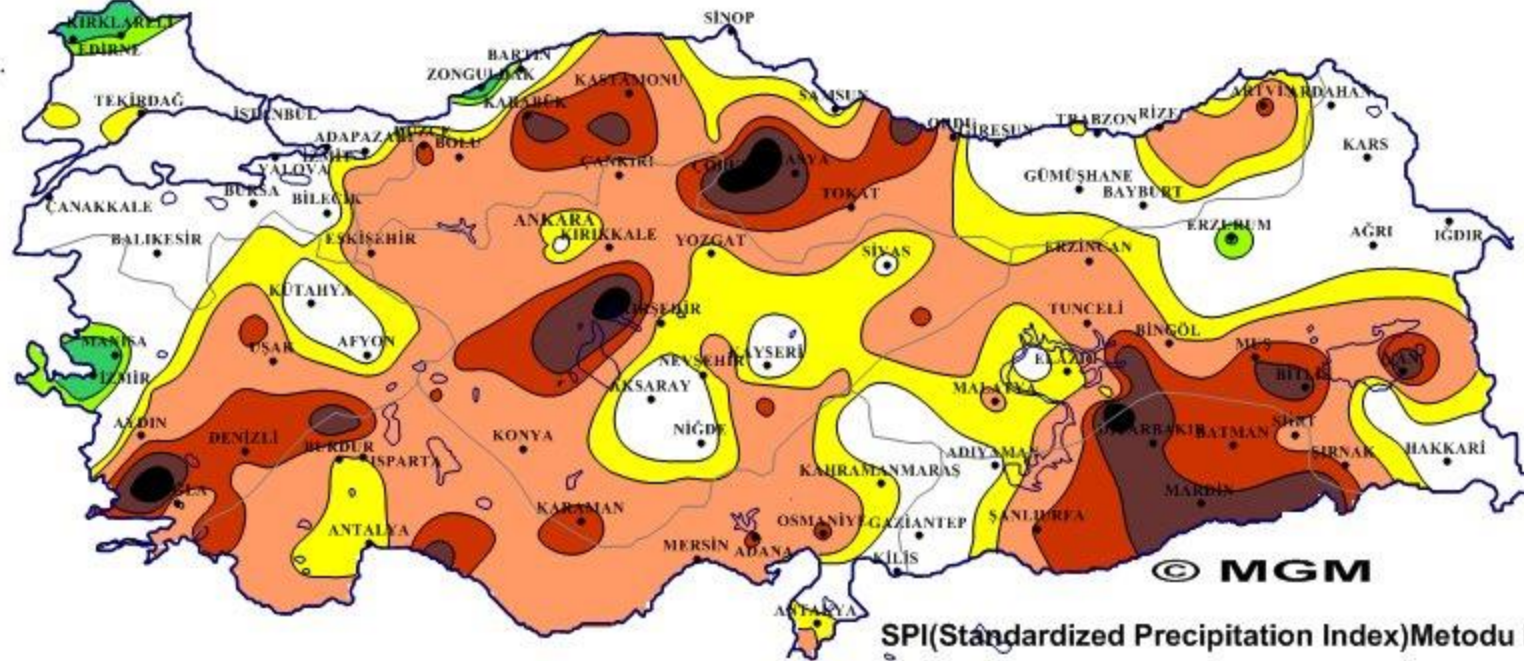 SİNOP
KIRKLARELİ
EDİRNE
BARTIN
ZONGULDAK
KASTAMONU
KARABÜK
TEKİRDAĞ
İSTENBUL
SAMSUN
ARTVİ
ARDAHAN
ADAPAZARI
DÜZCE
BOLU
ORDU
GİRESUN
TRABZON
RİZE
İZMİT
YALOVA
ÇANKIRI
KARS
BURSA
BİLECİK
TOKAT
GÜMÜŞHANE
BAYBURT
ÇANAKKALE
ANKARA
KIRIKKALE
YOZGAT
SİVAS
ERZURUM
AĞRI
IĞDIR
BALIKESİR
ESKİŞEHİR
ERZİNCAN
KÜTAHYA
TUNCELİ
BİNGÖL
MANİSA
UŞAK
AFYON
NEVŞEHİR
KAYSERİ
ELAZIĞ
MUŞ
VAN
İZMİR
AKSARAY
MALATYA
BİTLİS
AYDIN
DENİZLİ
BURDUR
ISPARTA
KONYA
NİĞDE
KAHRAMANMARAŞ
ADIYAMAN
BATMAN
SİİRT
ŞIRNAK
HAKKARİ
MARDİN
ANTALYA
KARAMAN
MERSİN
ADANA
OSMANİYE
GAZİANTEP
ŞANLIURFA
KİLİS
© MGM
ANTAKYA
SPI(Standardized Precipitation Index)Metodu